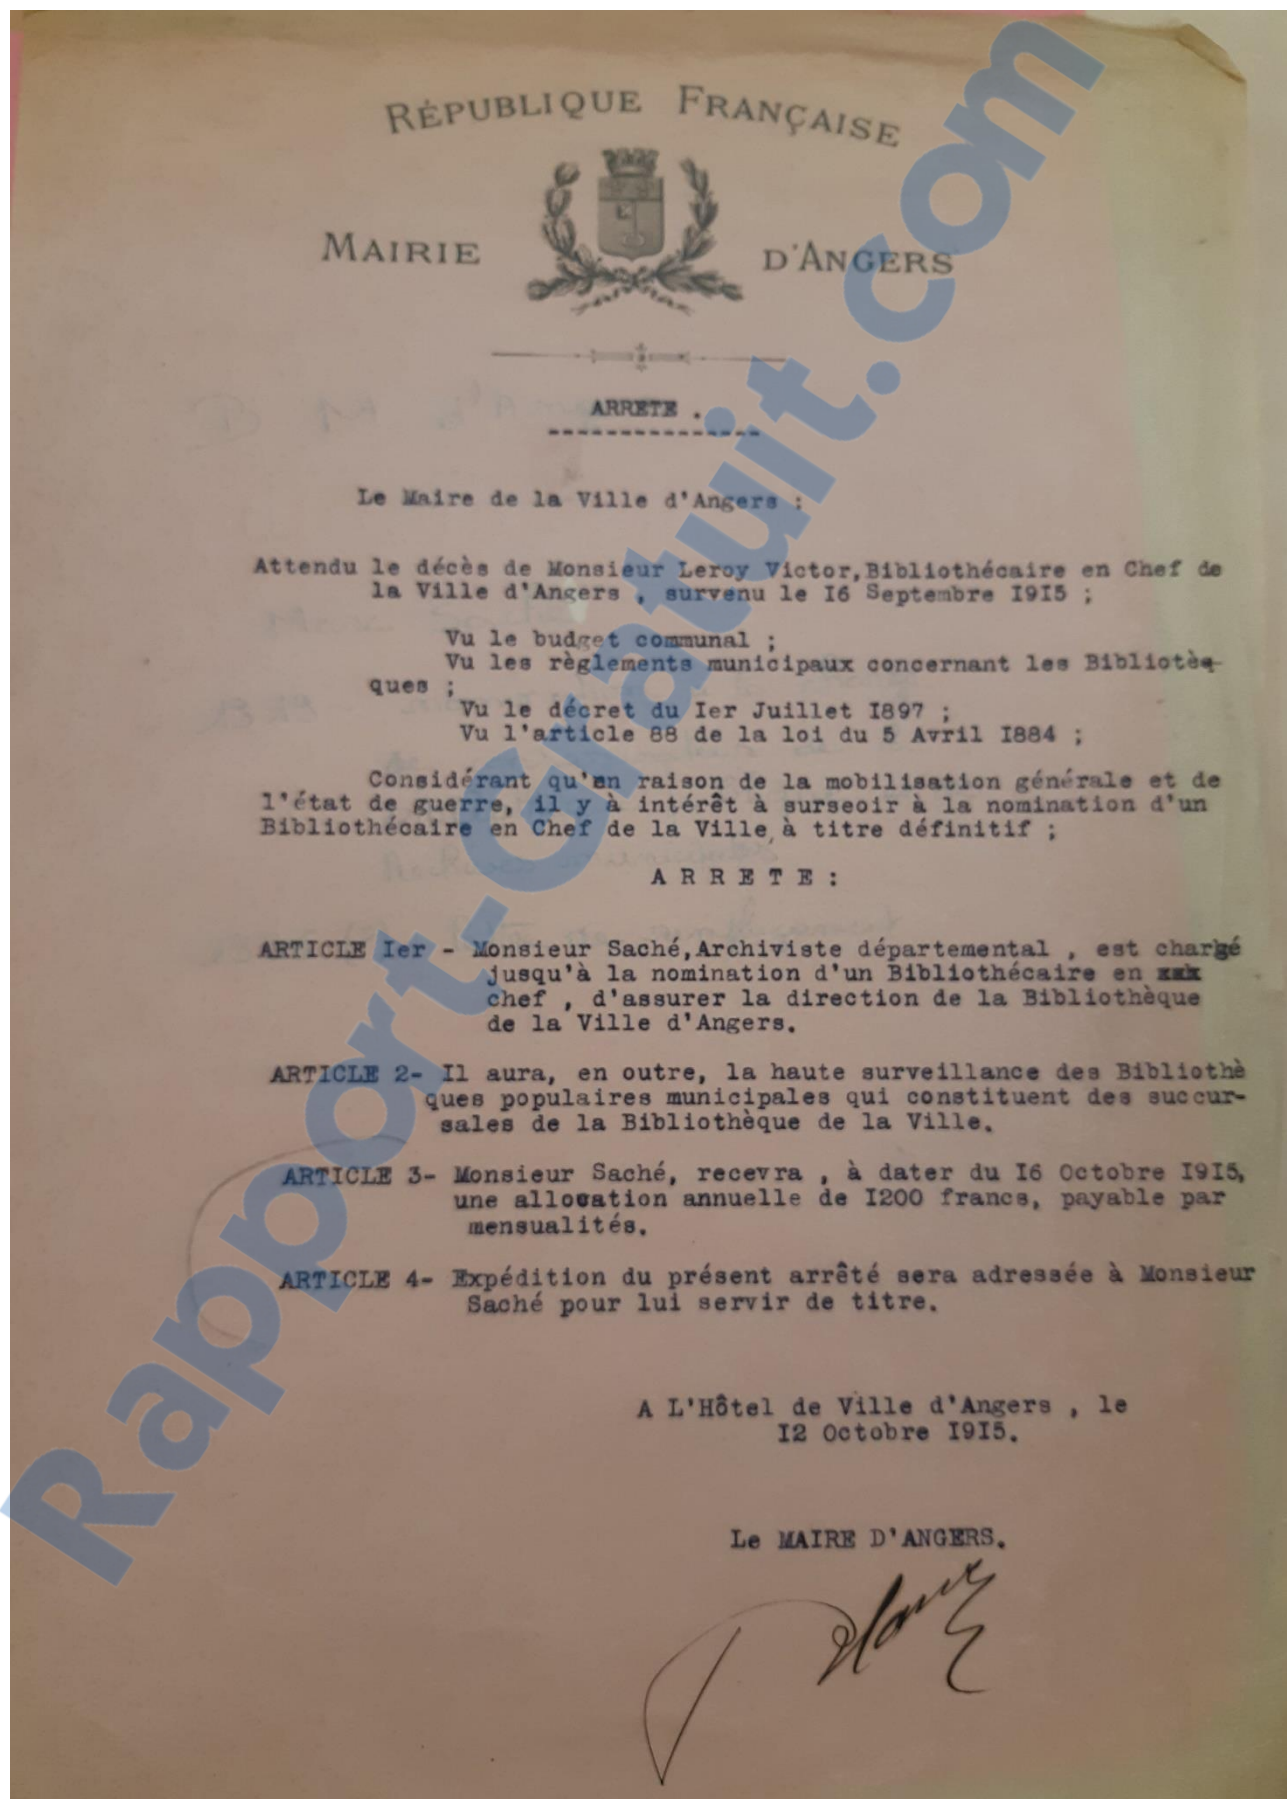 RÉPUBLIQUE FRANÇAISE
MAIRIE D'ANGERS
ARRETE .
---------------
Le Maire de la Ville d'Angers ;
Attendu le décès de Monsieur Leroy Victor,Bibliothécaire en Chef de
la Ville d'Angers , survenu le I6 Septembre I9I5 ;
Vu le budget communal ;
Vu les règlements municipaux concernant les Bibliotèq-
ques ;
Vu le décret du Ier Juillet I897 ;
Vu l'article 88 de la loi du 5 Avril I884 ;
Considérant qu'en raison de la mobilisation générale et de
l'état de guerre, il y à intérêt à surseoir à la nomination d'un
Bibliothécaire en Chef de la Ville, à titre définitif ;
A R R E T E :
ARTICLE Ier - Monsieur Saché,Archiviste départemental , est chargé
jusqu'à la nomination d'un Bibliothécaire en xxx
chef , d'assurer la direction de la Bibliothèque
de la Ville d'Angers.
ARTICLE 2- Il aura, en outre, la haute surveillance des Bibliothè
ques populaires municipales qui constituent des succur-
sales de la Bibliothèque de la Ville.
ARTICLE 3- Monsieur Saché, recevra , à dater du I6 Octobre I9I5,
une allocation annuelle de I200 francs, payable par
mensualités.
ARTICLE 4- Expédition du présent arrêté sera adressée à Monsieur
Saché pour lui servir de titre.
A L'Hôtel de Ville d'Angers , le
I2 Octobre I9I5.
Le MAIRE D'ANGERS.
Rapport-Gratuit.com